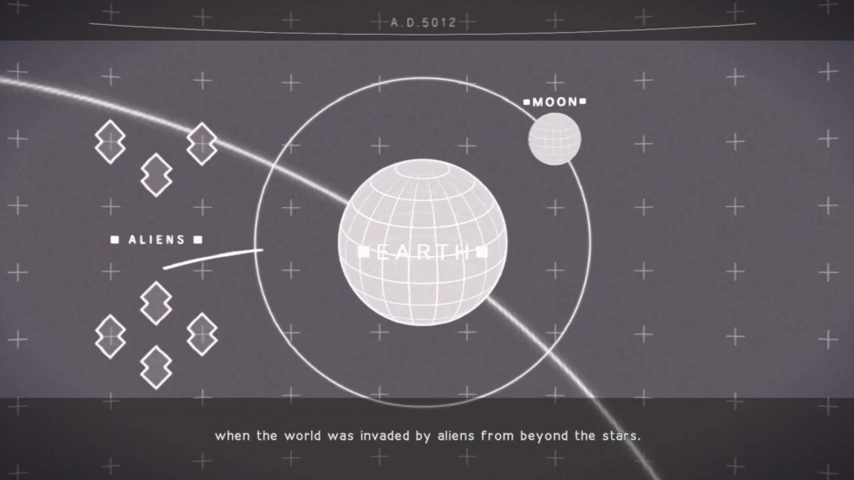 A.D.5012
MOON
EARTH
ALIENS
when the world was invaded by aliens from beyond the stars.